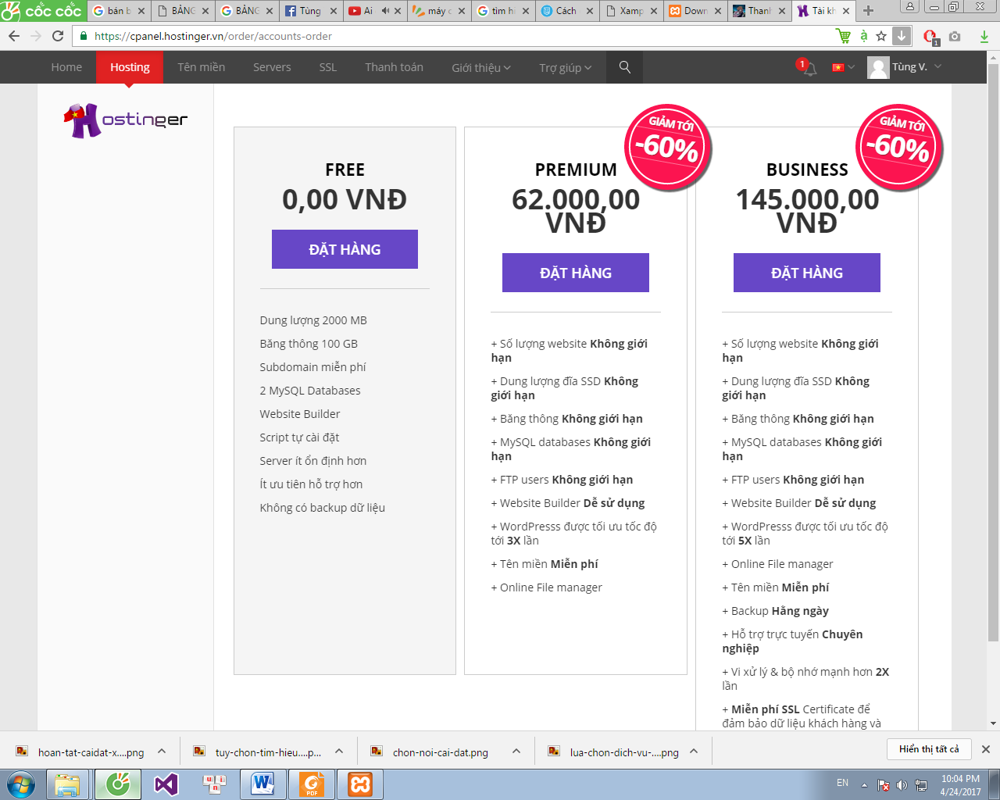 cốc cốc
bán b
BẢNG
BẢNG
Tùng
Ai
máy c
tìm hi
Cách
Xamp
Down
Thanh
Tài kh
https://cpanel.hostinger.vn/order/accounts-order
1
Home
Hosting
Tên miền
Servers
SSL
Thanh toán
Giới thiệu
Trợ giúp
1
Tùng V.
Hostinger
FREE
0,00 VNĐ
ĐẶT HÀNG
Dung lượng 2000 MB
Băng thông 100 GB
Subdomain miễn phí
2 MySQL Databases
Website Builder
Script tự cài đặt
Server ít ổn định hơn
Ít ưu tiên hỗ trợ hơn
Không có backup dữ liệu
GIẢM TỚI
-60%
PREMIUM
62.000,00
VNĐ
ĐẶT HÀNG
+ Số lượng website Không giới
hạn
+ Dung lượng đĩa SSD Không
giới hạn
+ Băng thông Không giới hạn
+ MySQL databases Không giới
hạn
+ FTP users Không giới hạn
+ Website Builder Dễ sử dụng
+ WordPresss được tối ưu tốc độ
tới 3X lần
+ Tên miền Miễn phí
+ Online File manager
GIẢM TỚI
-60%
BUSINESS
145.000,00
VNĐ
ĐẶT HÀNG
+ Số lượng website Không giới
hạn
+ Dung lượng đĩa SSD Không
giới hạn
+ Băng thông Không giới hạn
+ MySQL databases Không giới
hạn
+ FTP users Không giới hạn
+ Website Builder Dễ sử dụng
+ WordPresss được tối ưu tốc độ
tới 5X lần
+ Online File manager
+ Tên miền Miễn phí
+ Backup Hằng ngày
+ Hỗ trợ trực tuyến Chuyên
nghiệp
+ Vi xử lý & bộ nhớ mạnh hơn 2X
lần
+ Miễn phí SSL Certificate để
đảm bảo dữ liệu khách hàng và
hoan-tat-caidat-x....png
tuy-chon-tim-hieu....p...
chon-noi-cai-dat.png
lua-chon-dich-vu-....png
Hiển thị tất cả
EN
10:04 PM
4/24/2017